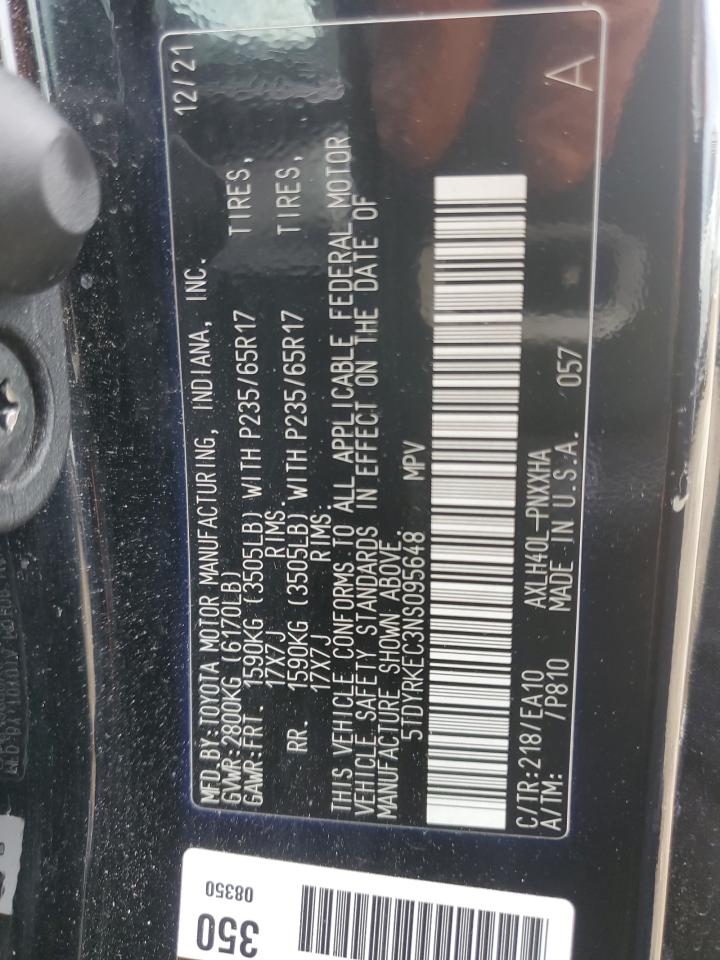 MFD.BY:TOYOTA MOTOR MANUFACTURING, INDIANA, INC. 12/21
GVWR:2800KG (6170LB)
GAWR:FRT. 1590KG (3505LB) WITH P235/65R17 TIRES,
17X7J RIMS
RR. 1590KG (3505LB) WITH P235/65R17 TIRES,
17X7J RIMS.
THIS VEHICLE CONFORMS TO ALL APPLICABLE FEDERAL MOTOR
VEHICLE SAFETY STANDARDS IN EFFECT ON THE DATE OF
MANUFACTURE SHOWN ABOVE.
5TDYRKEC3NS095648 MPV
C/TR:218/EA10 AXLH40L-PNXXHA
A/TM: /P810 MADE IN U.S.A. 057 A
350
08350